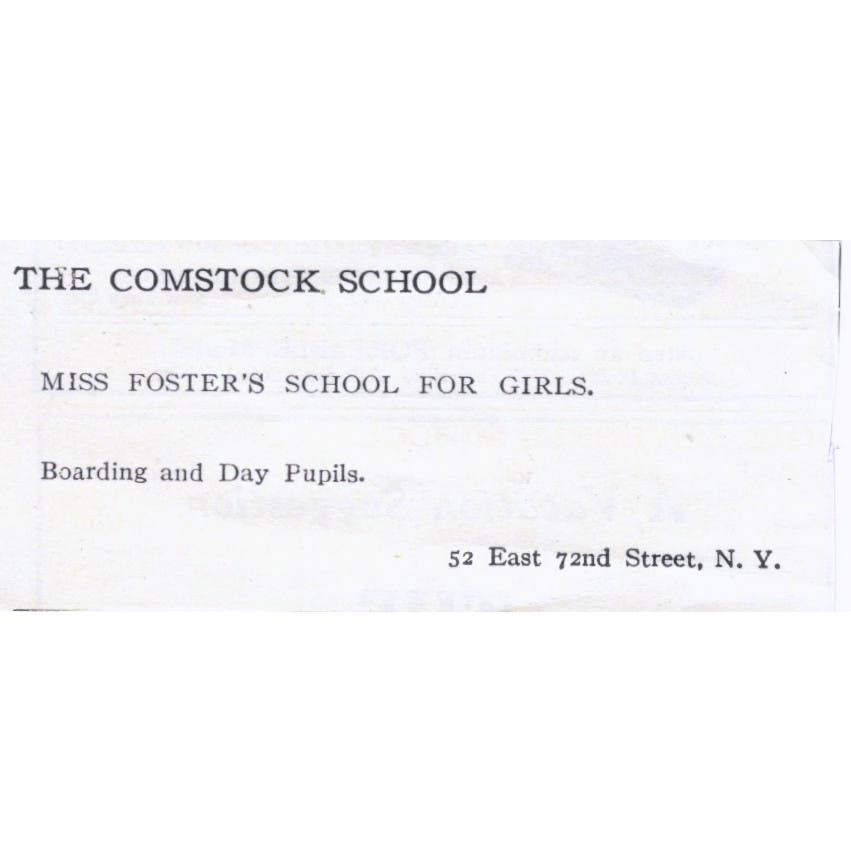 THE COMSTOCK SCHOOL
MISS FOSTER'S SCHOOL FOR GIRLS.
Boarding and Day Pupils.
52 East 72nd Street, N. Y.